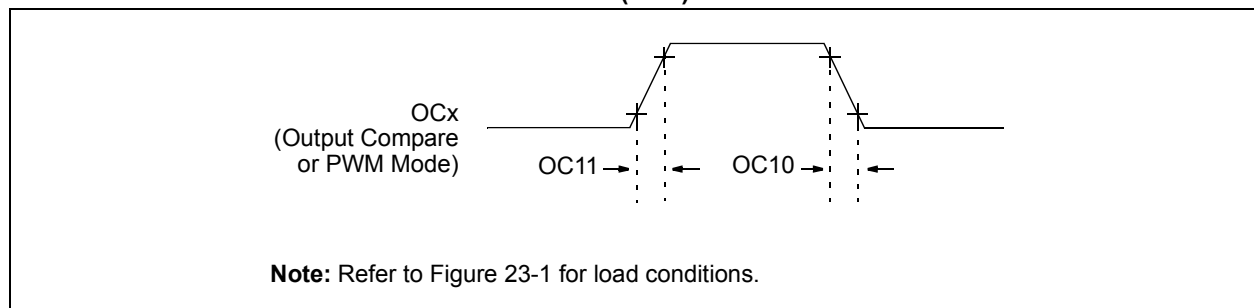 OCx
(Output Compare
or PWM Mode)
OC11
OC10
Note: Refer to Figure 23-1 for load conditions.